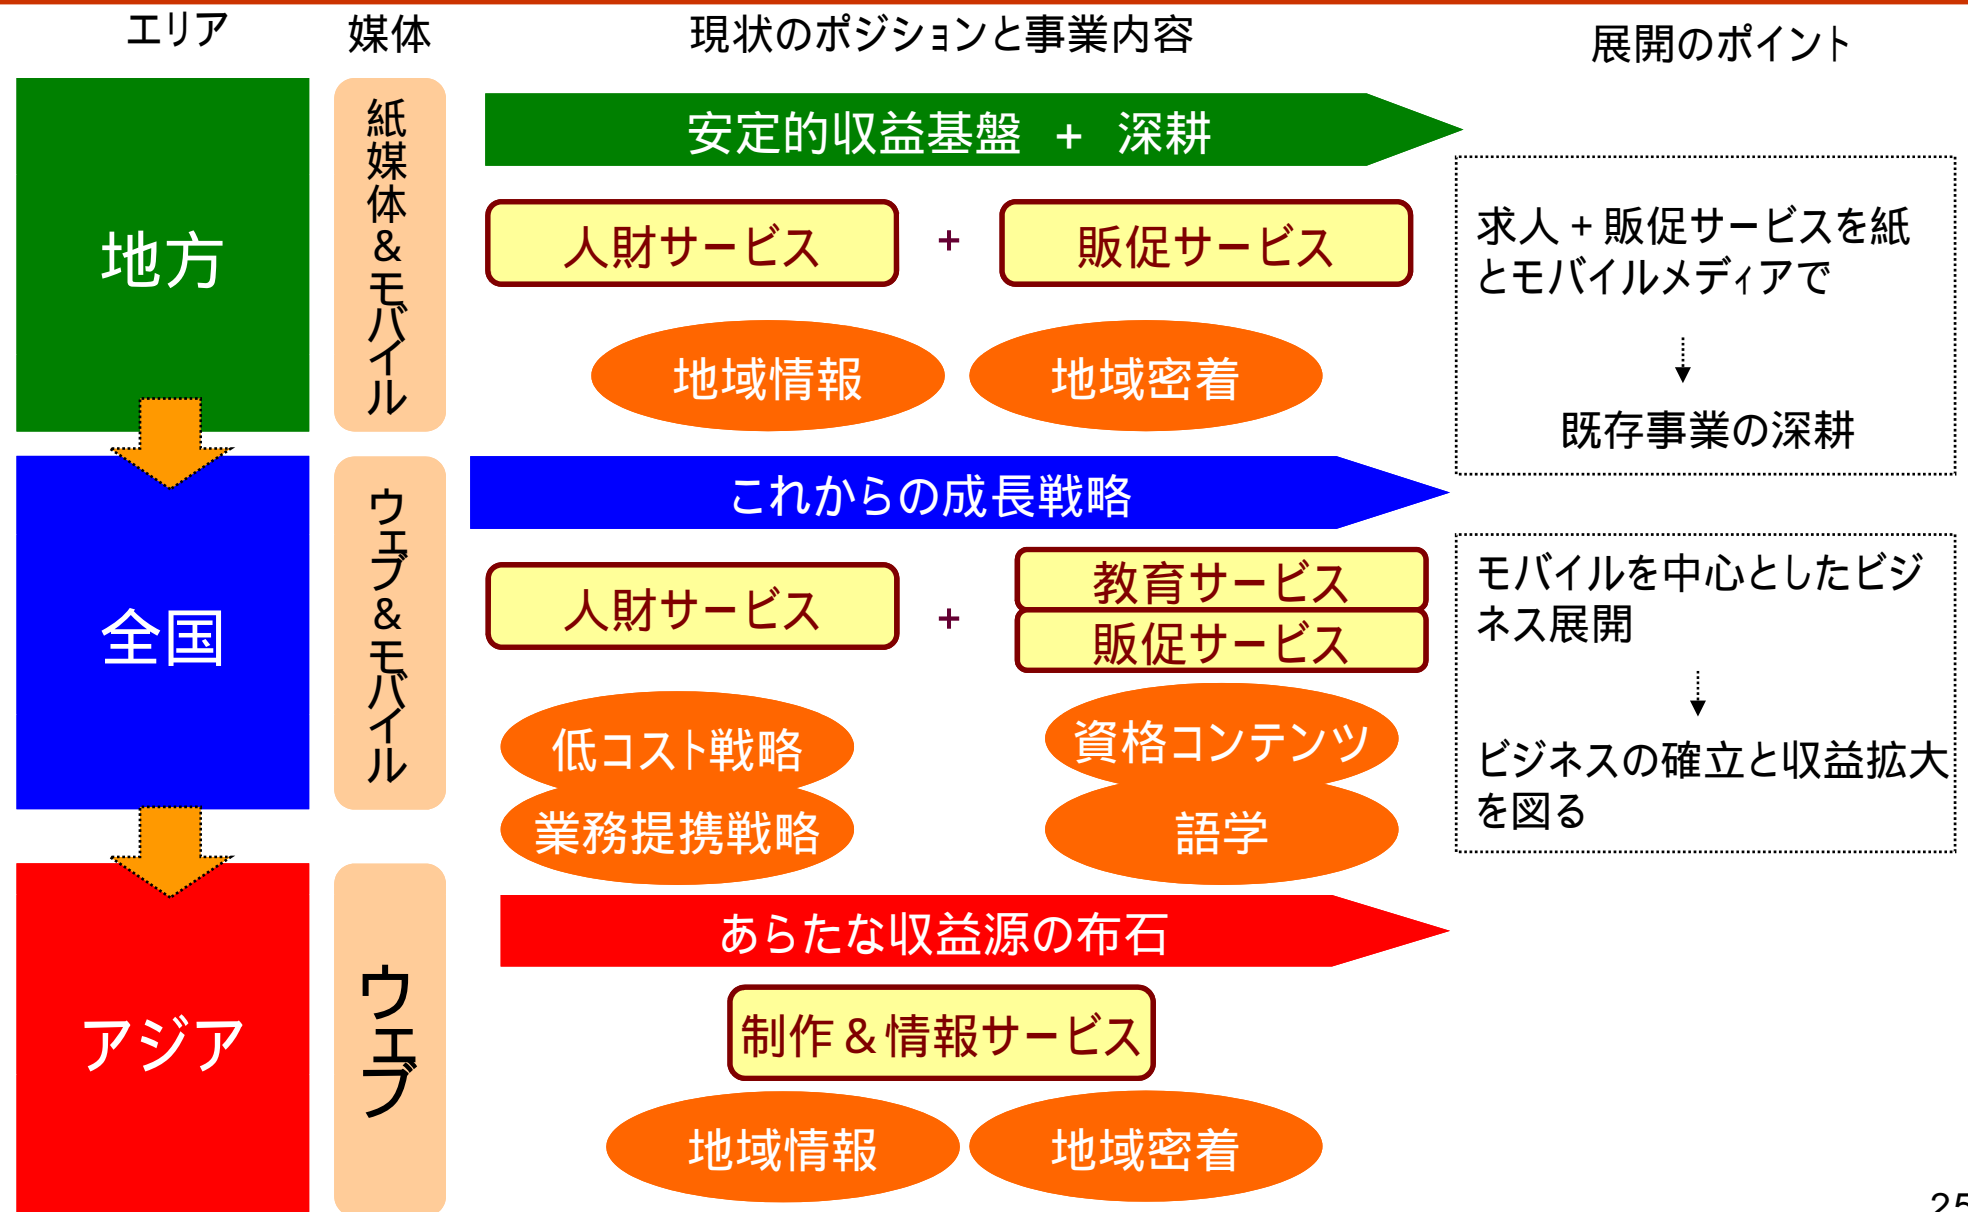 エリア
媒体
現状のポジションと事業内容
展開のポイント
地方
紙媒体&モバイル
安定的収益基盤 + 深耕
人財サービス
+
販促サービス
地域情報
地域密着
求人+販促サービスを紙
とモバイルメディアで
既存事業の深耕
全国
ウェブ&モバイル
これからの成長戦略
人財サービス
+
教育サービス
販促サービス
低コスト戦略
業務提携戦略
資格コンテンツ
語学
モバイルを中心としたビジ
ネス展開
ビジネスの確立と収益拡大
を図る
アジア
ウェブ
あらたな収益源の布石
制作&情報サービス
地域情報
地域密着
25